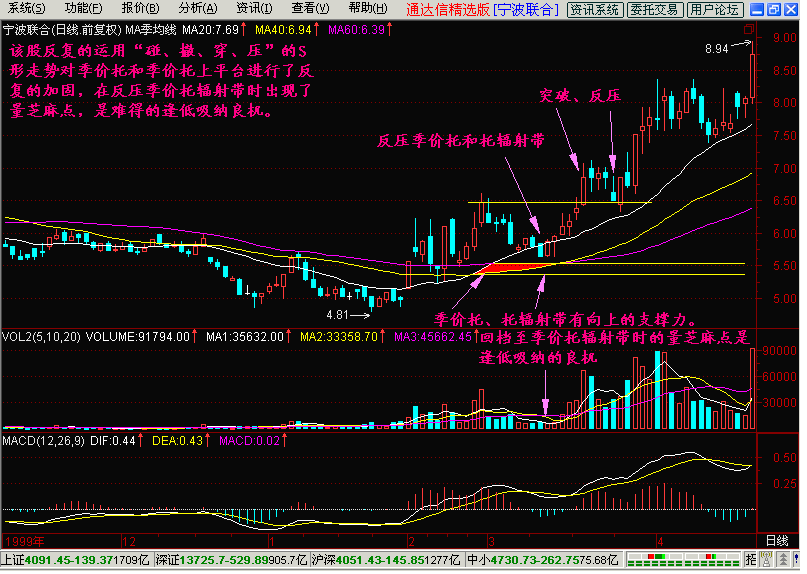 系统(S) 功能(F) 报价(B) 分析(A) 资讯(I) 查看(V) 帮助(H) 通达信精选版 [宁波联合] 资讯系统 委托交易 用户论坛
宁波联合(日线.前复权) MA季均线 MA20:7.69↑ MA40:6.94↑ MA60:6.39↑
该股反复的运用“碰、撤、穿、压”的S
形走势对季价托和季价托上平台进行了反
复的加固，在反压季价托辐射带时出现了
量芝麻点，是难得的逢低吸纳良机。
8.94
9.00
8.00
7.50
7.00
6.50
6.00
5.50
5.00
突破、反压
反压季价托和托辐射带
4.81
季价托、托辐射带有向上的支撑力。
VOL2(5,10,20) VOLUME:91794.00↑ MA1:35632.00↑ MA2:33358.70↑ MA3:45662.45↑
回档至季价托辐射带时的量芝麻点是
逢低吸纳的良机
90000
60000
30000
MACD(12,26,9) DIF:0.44↑ DEA:0.43↑ MACD:0.02↑
0.50
0.25
1999年 12 1 2 3 4 日线
上证4091.45-139.371709亿 深证13725.7-529.89905.7亿 沪深4051.43-145.851277亿 中小4730.73-262.7575.68亿 招